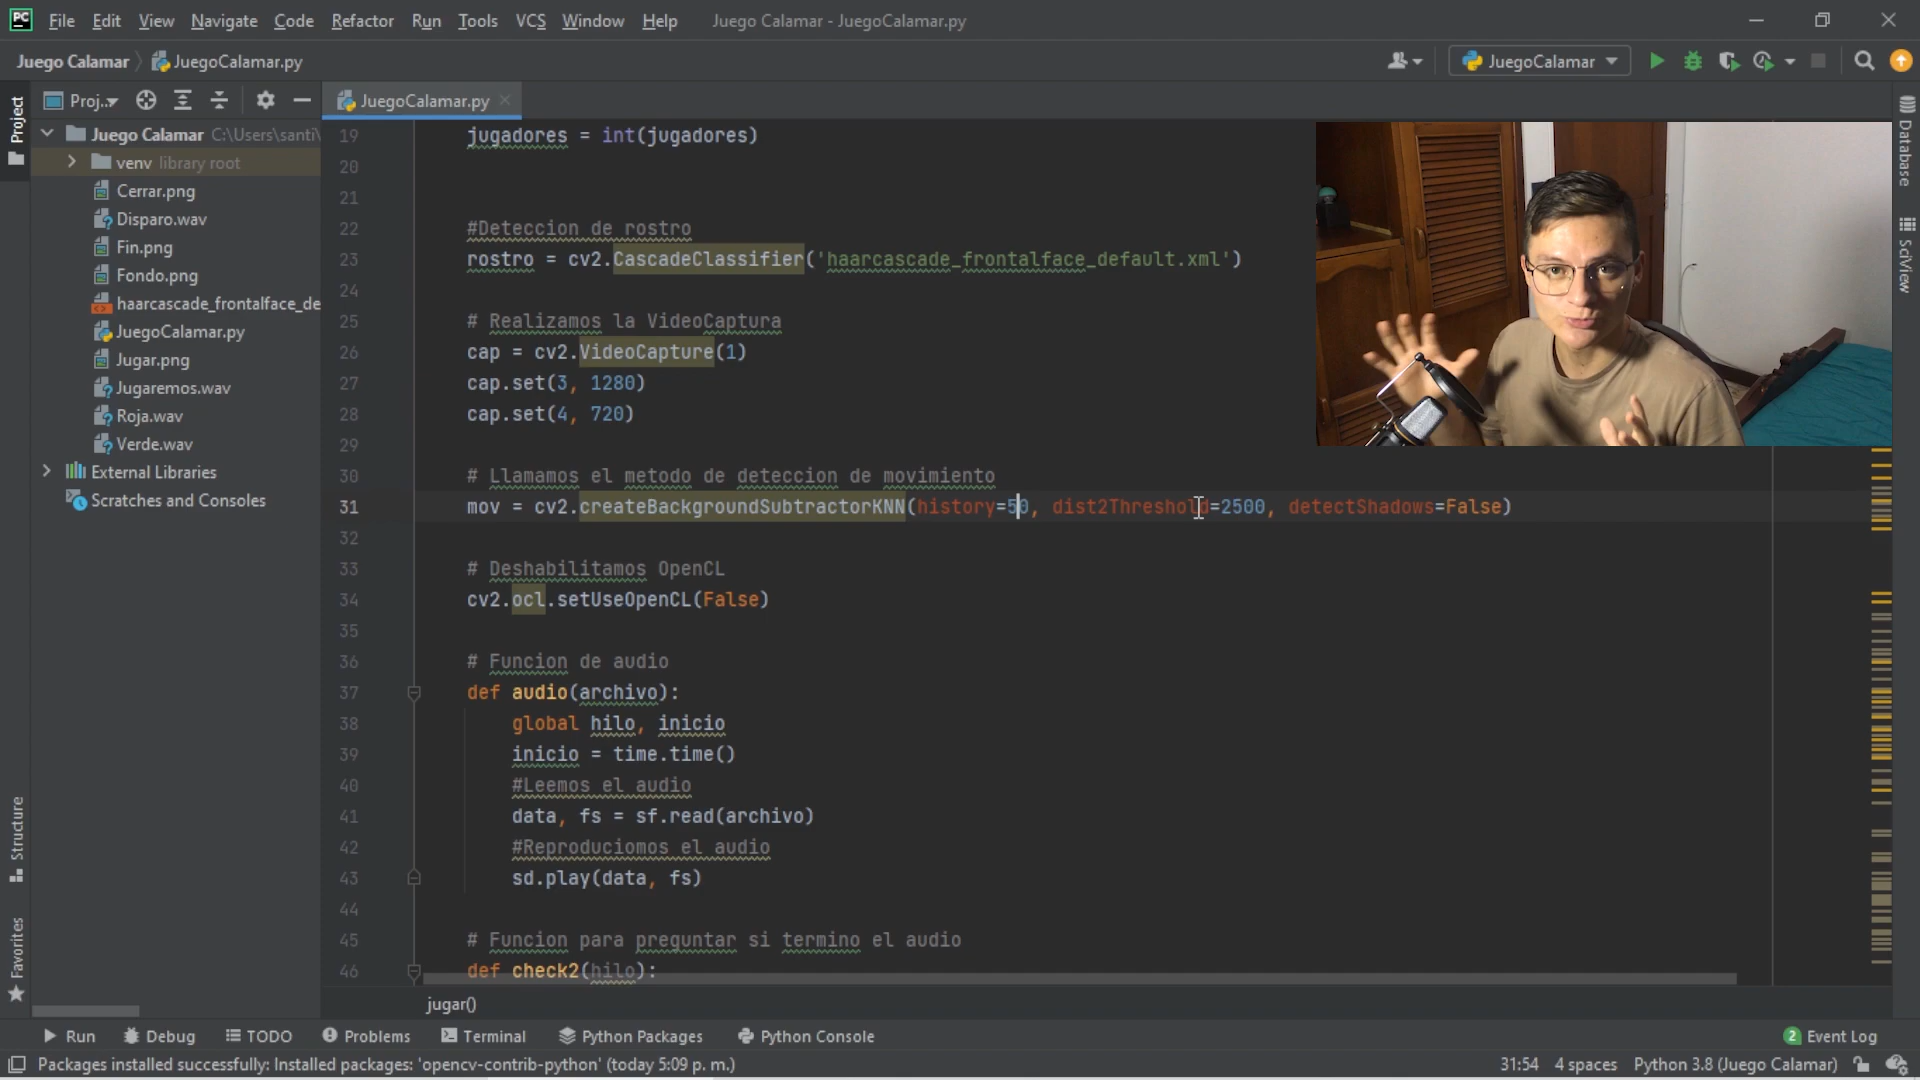 PC File Edit View Navigate Code Refactor Run Tools VCS Window Help Juego Calamar - JuegoCalamar.py
Juego Calamar JuegoCalamar.py JuegoCalamar
Project Proj.. JuegoCalamar.py
Juego Calamar C:\Users\santi\
venv library root
Cerrar.png
Disparo.wav
Fin.png
Fondo.png
haarcascade_frontalface_de
JuegoCalamar.py
Jugar.png
Jugaremos.wav
Roja.wav
Verde.wav
External Libraries
Scratches and Consoles
19 jugadores = int(jugadores)
20
21
22 #Deteccion de rostro
23 rostro = cv2.CascadeClassifier('haarcascade_frontalface_default.xml')
24
25 # Realizamos la VideoCaptura
26 cap = cv2.VideoCapture(1)
27 cap.set(3, 1280)
28 cap.set(4, 720)
29
30 # Llamamos el metodo de deteccion de movimiento
31 mov = cv2.createBackgroundSubtractorKNN(history=50, dist2Threshold=2500, detectShadows=False)
32
33 # Deshabilitamos OpenCL
34 cv2.ocl.setUseOpenCL(False)
35
36 # Funcion de audio
37 def audio(archivo):
38 global hilo, inicio
39 inicio = time.time()
40 #Leemos el audio
41 data, fs = sf.read(archivo)
42 #Reproduciomos el audio
43 sd.play(data, fs)
44
45 # Funcion para preguntar si termino el audio
46 def check2(hilo):
jugar()
Database
SciView
Structure
Favorites
Run Debug TODO Problems Terminal Python Packages Python Console 2 Event Log
Packages installed successfully: Installed packages: 'opencv-contrib-python' (today 5:09 p. m.) 31:54 4 spaces Python 3.8 (Juego Calamar)